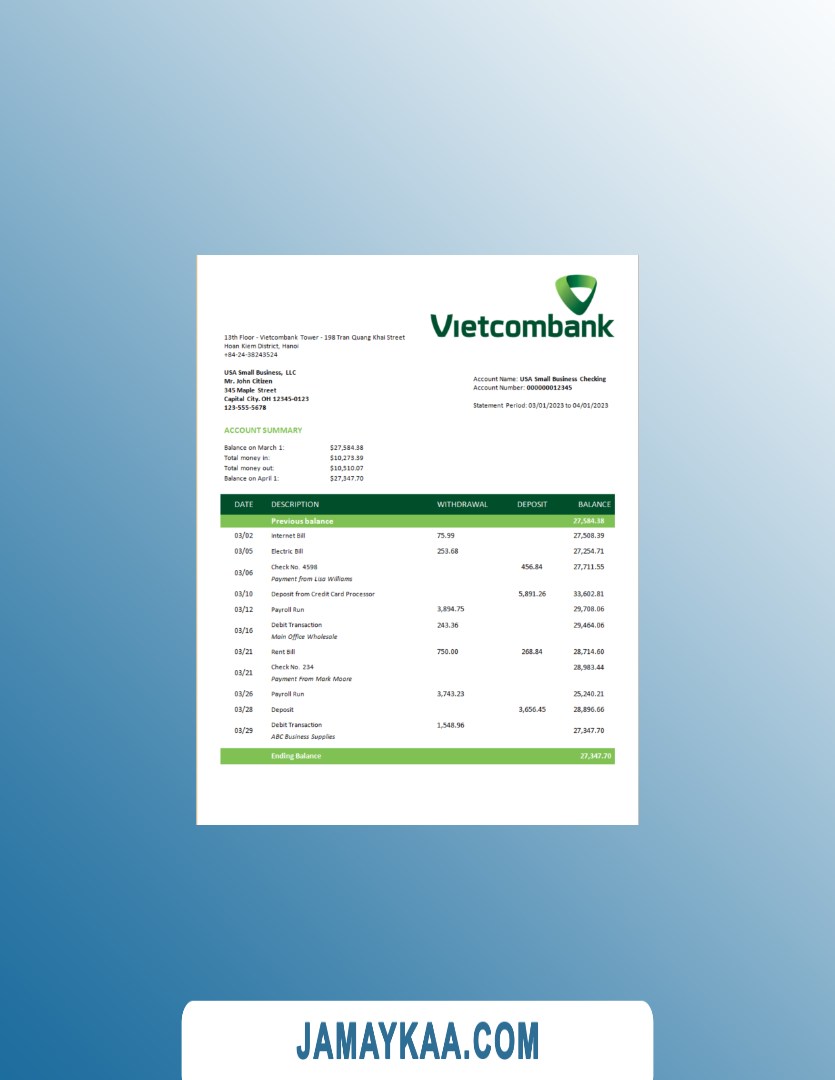 Vietcombank
13th Floor - Vietcombank Tower - 198 Tran Quang Khai Street
Hoan Kiem District, Hanoi
+84-24-38243524
USA Small Business, LLC
Mr. John Citizen
345 Maple Street
Capital City. OH 12345-0123
123-555-5678
Account Name: USA Small Business Checking
Account Number: 000000012345
Statement Period: 03/01/2023 to 04/01/2023
ACCOUNT SUMMARY
Balance on March 1: $27,584.38
Total money in: $10,273.39
Total money out: $10,510.07
Balance on April 1: $27,347.70
DATE DESCRIPTION WITHDRAWAL DEPOSIT BALANCE
Previous balance 27,584.38
03/02 Internet Bill 75.99 27,508.39
03/05 Electric Bill 253.68 27,254.71
03/06 Check No. 4598 456.84 27,711.55
Payment from Lisa Williams
03/10 Deposit from Credit Card Processor 5,891.26 33,602.81
03/12 Payroll Run 3,894.75 29,708.06
03/16 Debit Transaction 243.36 29,464.06
Main Office Wholesale
03/21 Rent Bill 750.00 268.84 28,714.60
03/21 Check No. 234 28,983.44
Payment from Mark Moore
03/26 Payroll Run 3,743.23 25,240.21
03/28 Deposit 3,656.45 28,896.66
03/29 Debit Transaction 1,548.96 27,347.70
ABC Business Supplies
Ending Balance 27,347.70
JAMAYKAA.COM